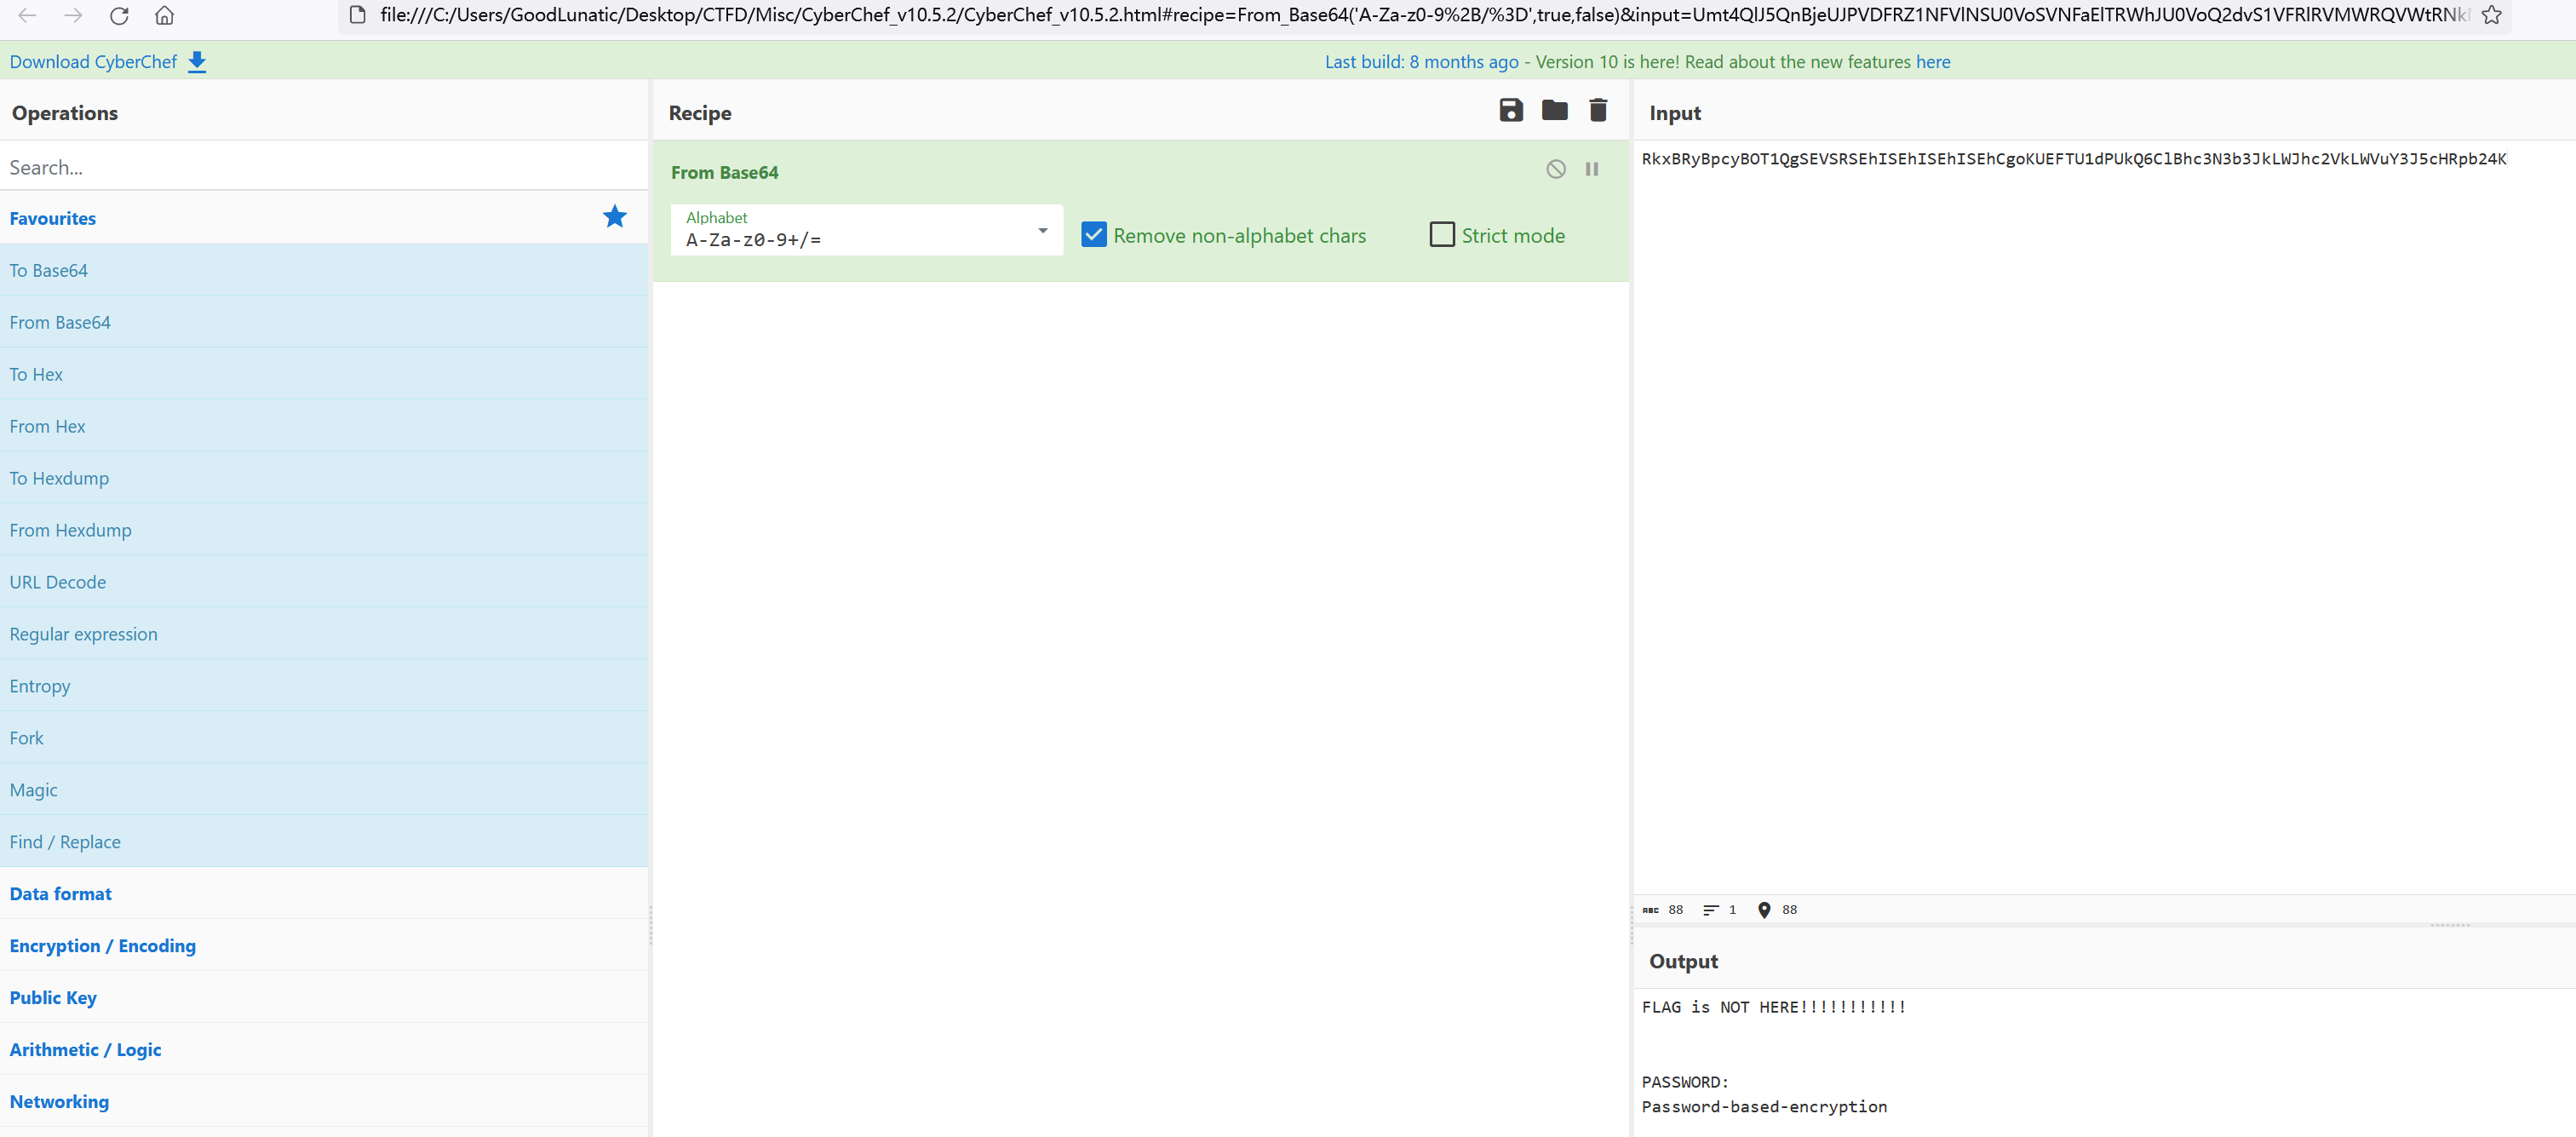 file:///C:/Users/GoodLunatic/Desktop/CTFD/Misc/CyberChef_v10.5.2/CyberChef_v10.5.2.html#recipe=From_Base64('A-Za-z0-9%2B/%3D',true,false)&input=Umt4QlJ5QnBjeUJPVDFRZ1NFVlNSU0VoSVNFaElTRWhJU0VoQ2dvS1VFRlRVMWRQVWtRNk
Download CyberChef
Last build: 8 months ago - Version 10 is here! Read about the new features here
Operations
Recipe
Input
Search...
From Base64
Alphabet
A-Za-z0-9+/=
Remove non-alphabet chars
Strict mode
RkxBRyBpcyBOT1QgSEVSRSEhISEhISEhISEhCgoKUEFTU1dPUkQ6ClBhc3N3b3JkLWJhc2VkLWVuY3J5cHRpb24K
Favourites
To Base64
From Base64
To Hex
From Hex
To Hexdump
From Hexdump
URL Decode
Regular expression
Entropy
Fork
Magic
Find / Replace
Data format
Encryption / Encoding
Public Key
Arithmetic / Logic
Networking
ABC 88 1 88
Output
FLAG is NOT HERE!!!!!!!!!!!
PASSWORD:
Password-based-encryption